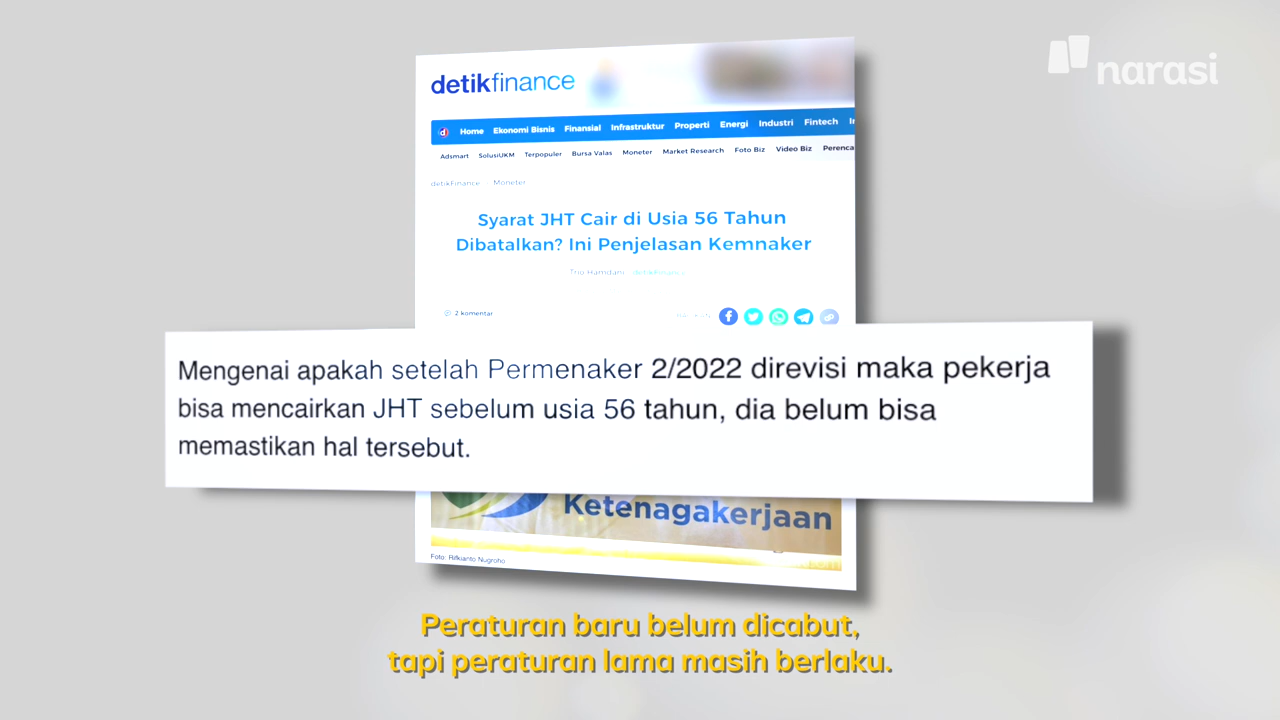 narasi
detikfinance
Home Ekonomi Bisnis Finansial Infrastruktur Properti Energi Industri Fintech
Adsmart SolusiUKM Terpopuler Bursa Valas Moneter Market Research Foto Biz Video Biz Perenca
detikFinance Moneter
Syarat JHT Cair di Usia 56 Tahun
Dibatalkan? Ini Penjelasan Kemnaker
Trio Hamdani detikFinance
2 komentar
Mengenai apakah setelah Permenaker 2/2022 direvisi maka pekerja
bisa mencairkan JHT sebelum usia 56 tahun, dia belum bisa
memastikan hal tersebut.
Ketenagakerjaan
Foto: Rifkianto Nugroho
Peraturan baru belum dicabut,
tapi peraturan lama masih berlaku.